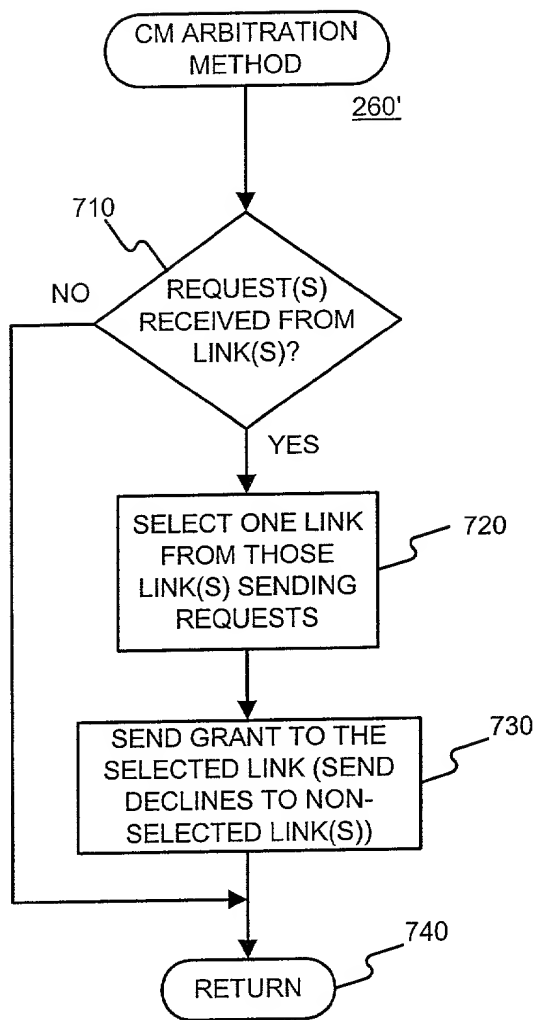 CM ARBITRATION
METHOD
260'
710
NO
REQUEST(S)
RECEIVED FROM
LINK(S)?
YES
SELECT ONE LINK
FROM THOSE
LINK(S) SENDING
REQUESTS
720
SEND GRANT TO THE
SELECTED LINK (SEND
DECLINES TO NON-
SELECTED LINK(S))
730
740
RETURN